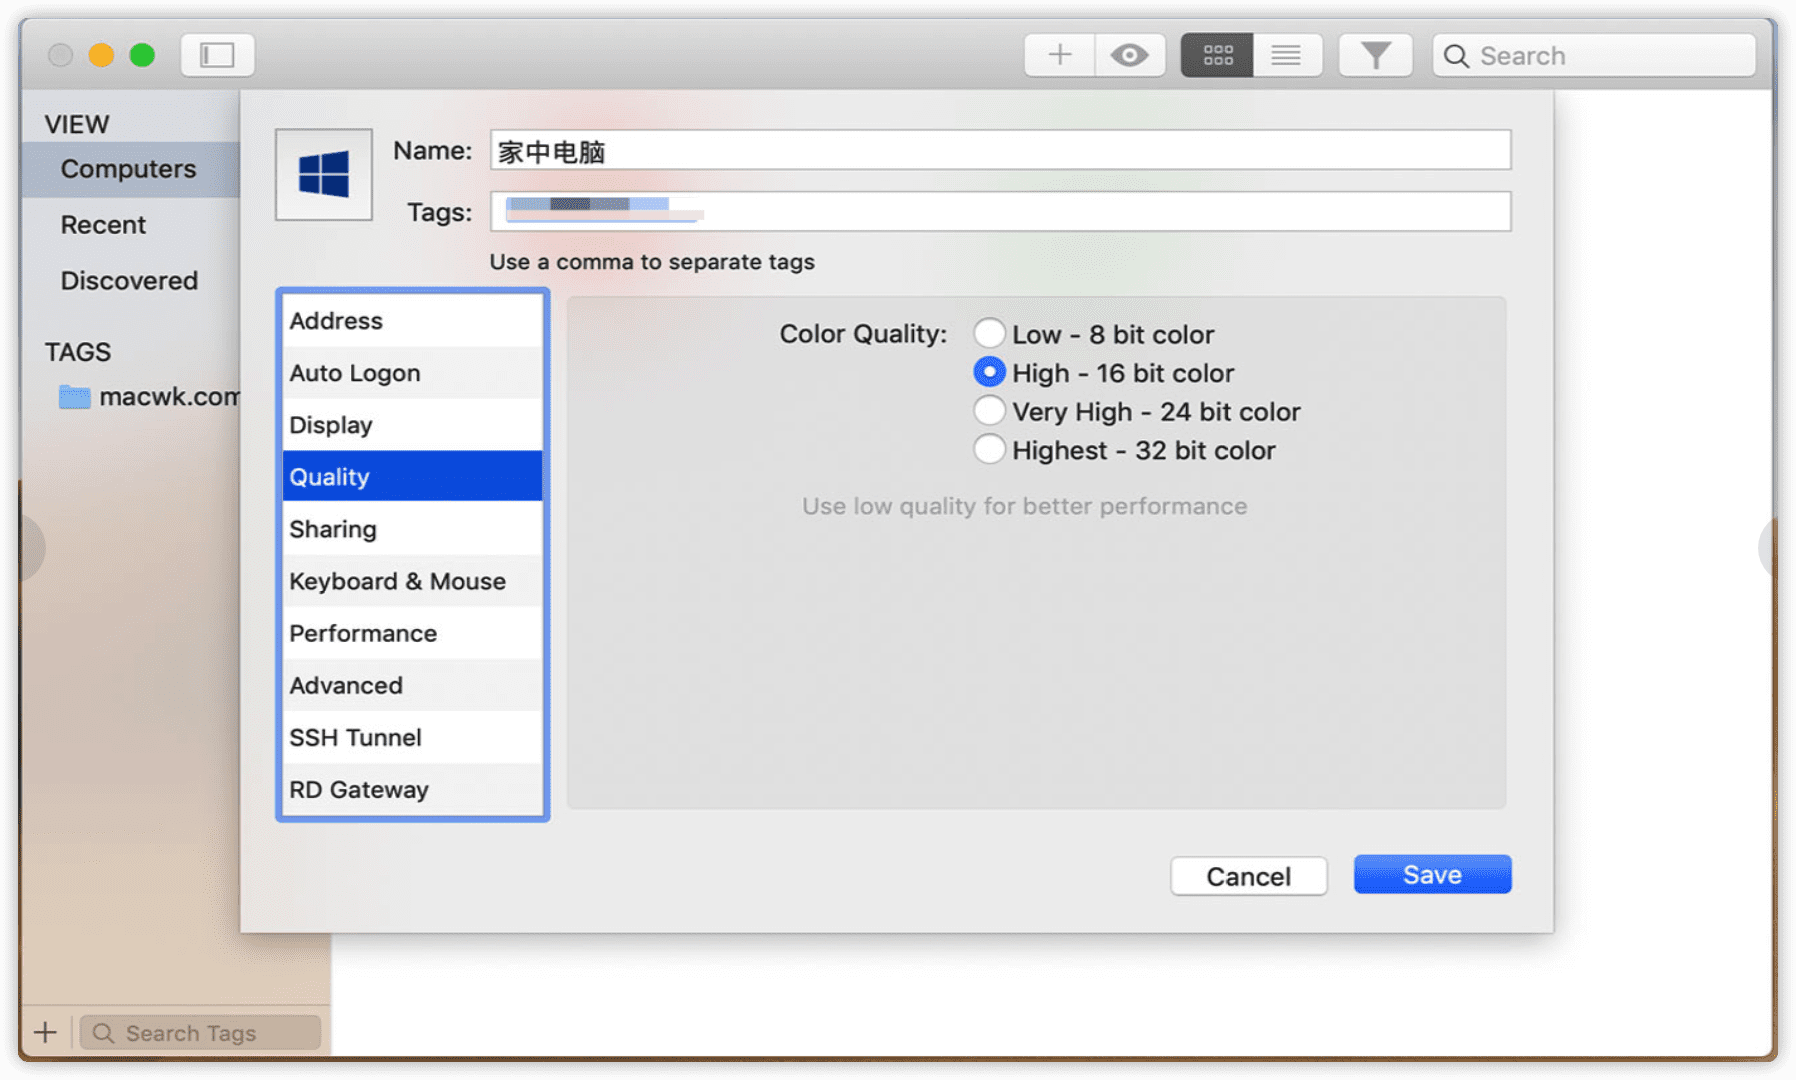 Search
VIEW
Computers
Recent
Discovered
TAGS
macwk.com
Name: 家中电脑
Tags:
Use a comma to separate tags
Address
Auto Logon
Display
Quality
Sharing
Keyboard & Mouse
Performance
Advanced
SSH Tunnel
RD Gateway
Color Quality:
Low - 8 bit color
High - 16 bit color
Very High - 24 bit color
Highest - 32 bit color
Use low quality for better performance
Cancel
Save
Search Tags